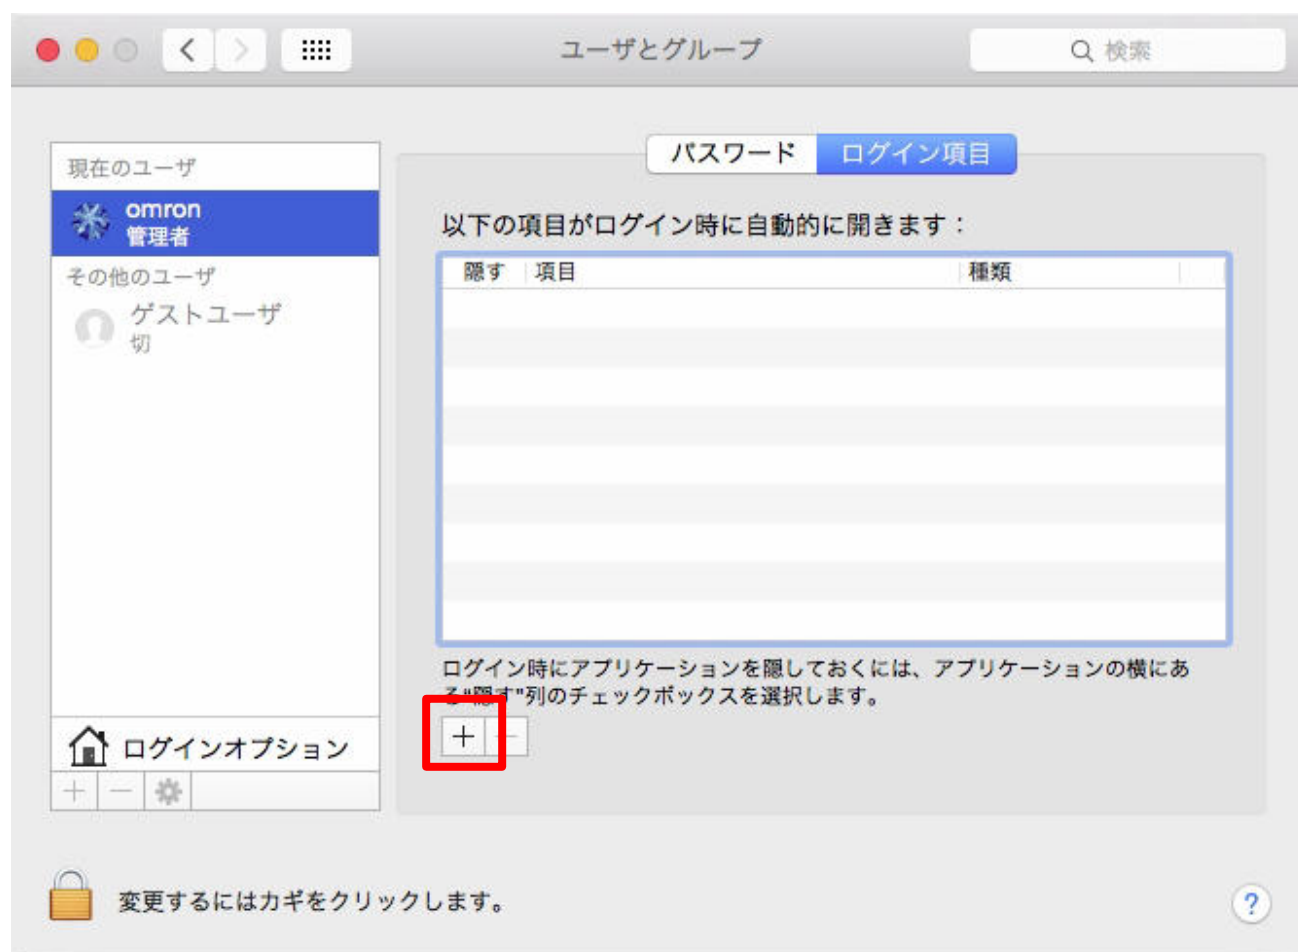 ユーザとグループ
検索
パスワード
ログイン項目
現在のユーザ
omron
管理者
その他のユーザ
ゲストユーザ
切
以下の項目がログイン時に自動的に開きます：
隠す 項目 種類
ログイン時にアプリケーションを隠しておくには、アプリケーションの横にあ
る"隠す"列のチェックボックスを選択します。
+ −
ログインオプション
+ −
変更するにはカギをクリックします。
?